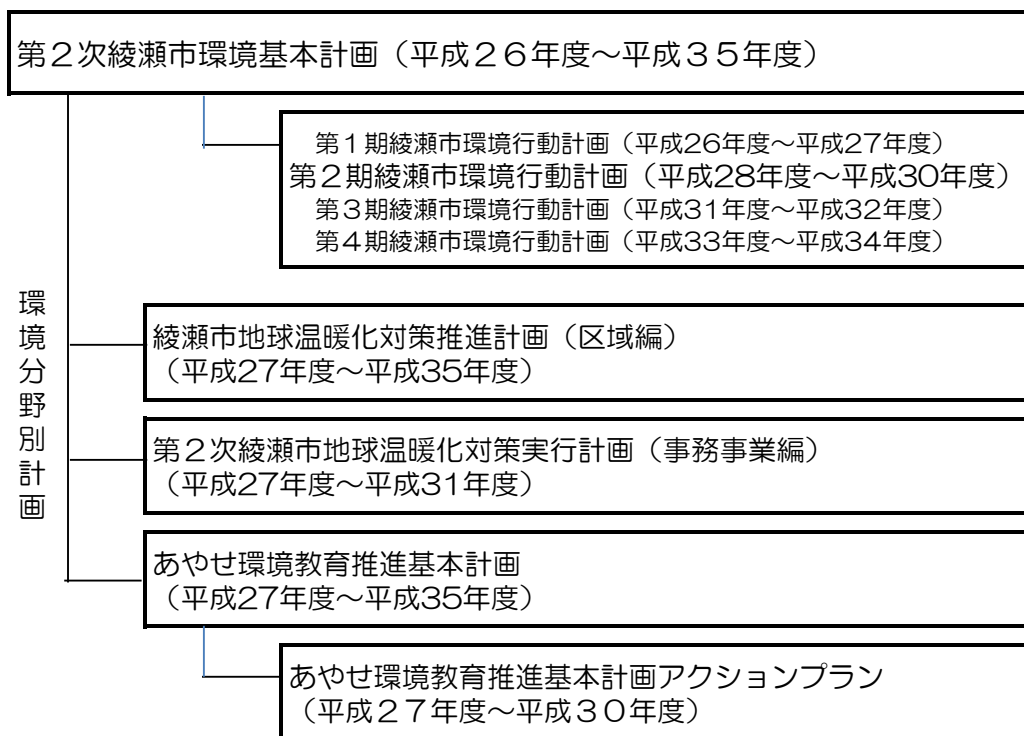 第２次綾瀬市環境基本計画（平成２６年度～平成３５年度）
第１期綾瀬市環境行動計画（平成26年度～平成27年度）
第２期綾瀬市環境行動計画（平成28年度～平成30年度）
第３期綾瀬市環境行動計画（平成31年度～平成32年度）
第４期綾瀬市環境行動計画（平成33年度～平成34年度）
環境分野別計画
綾瀬市地球温暖化対策推進計画（区域編）
（平成27年度～平成35年度）
第２次綾瀬市地球温暖化対策実行計画（事務事業編）
（平成27年度～平成31年度）
あやせ環境教育推進基本計画
（平成27年度～平成35年度）
あやせ環境教育推進基本計画アクションプラン
（平成２７年度～平成３０年度）